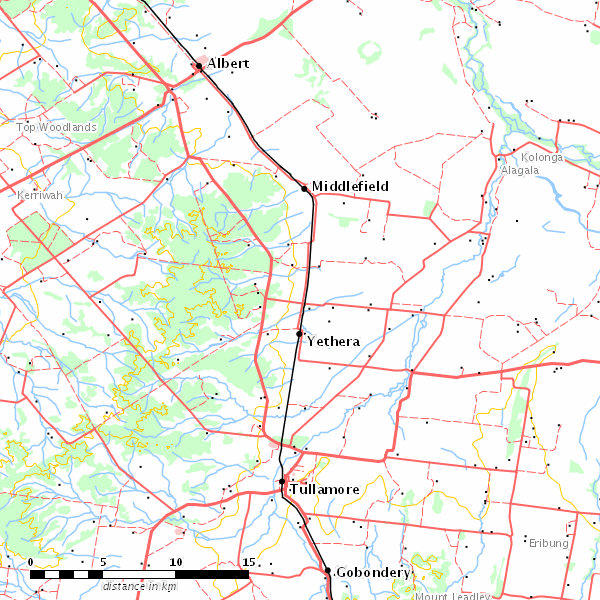 Albert
Top Woodlands
Kolonga
Alagala
Middlefield
Kerriwah
Yethera
Tullamore
Eribung
0 5 10 15
Gobondery
distance in km
Mount Leadley